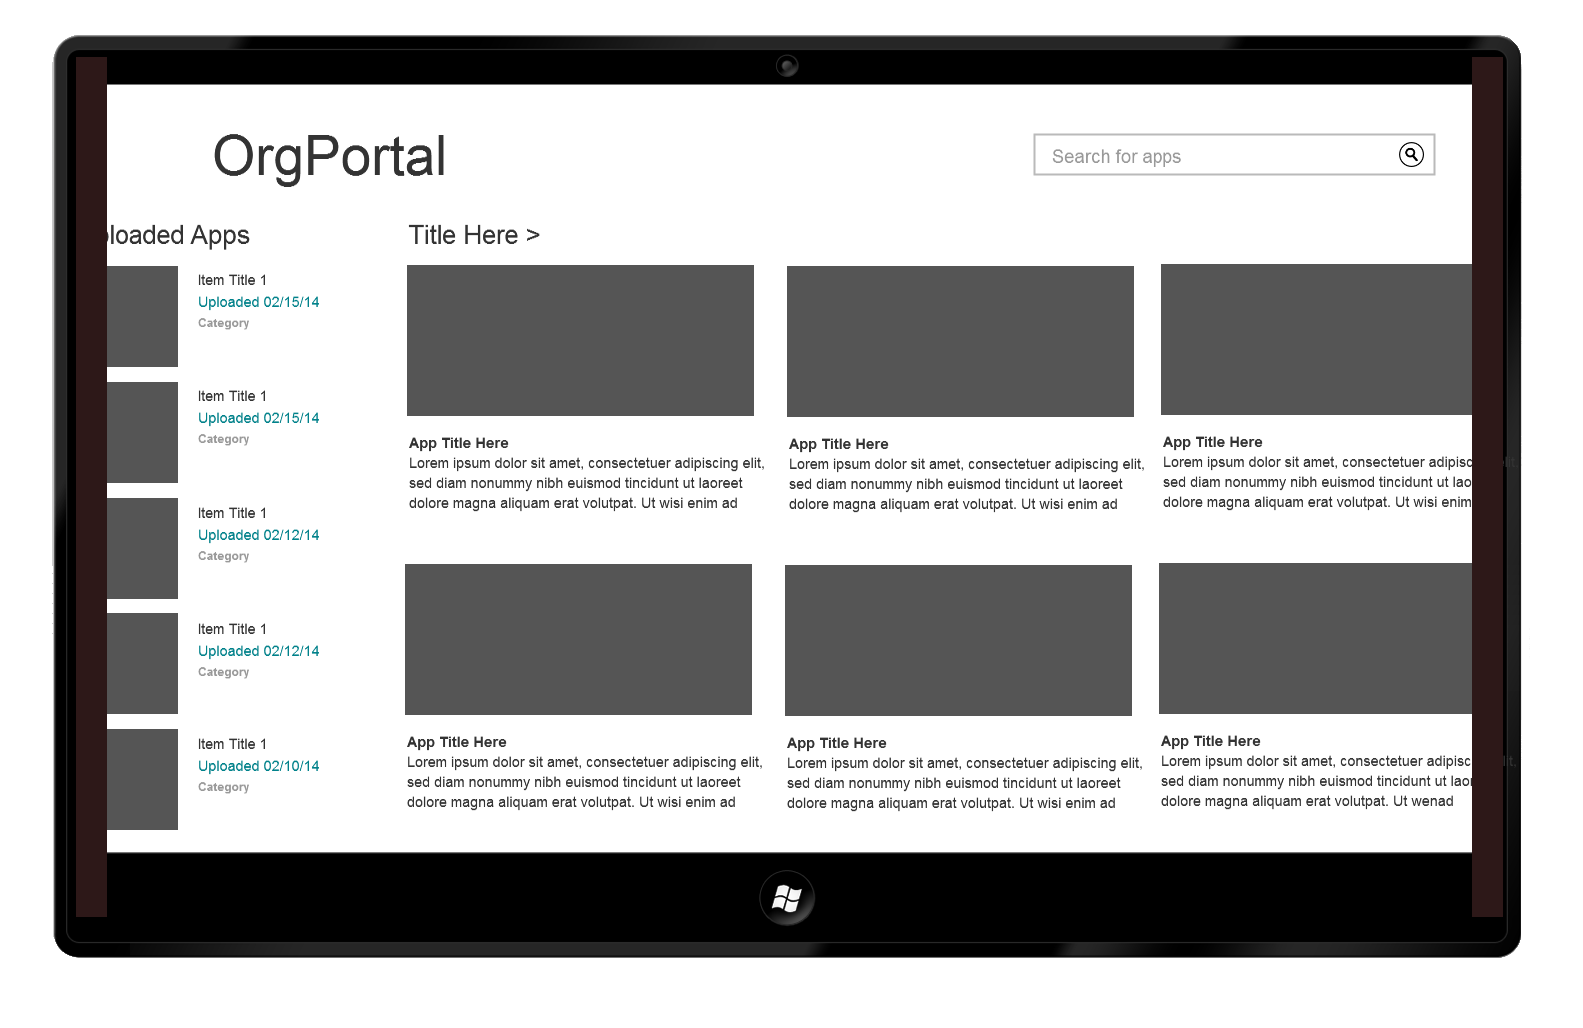 OrgPortal
Search for apps
loaded Apps
Item Title 1
Uploaded 02/15/14
Category
Item Title 1
Uploaded 02/15/14
Category
Item Title 1
Uploaded 02/12/14
Category
Item Title 1
Uploaded 02/12/14
Category
Item Title 1
Uploaded 02/10/14
Category
Title Here >
App Title Here
Lorem ipsum dolor sit amet, consectetuer adipiscing elit,
sed diam nonummy nibh euismod tincidunt ut laoreet
dolore magna aliquam erat volutpat. Ut wisi enim ad
App Title Here
Lorem ipsum dolor sit amet, consectetuer adipiscing elit,
sed diam nonummy nibh euismod tincidunt ut laoreet
dolore magna aliquam erat volutpat. Ut wisi enim ad
App Title Here
Lorem ipsum dolor sit amet, consectetuer adipisc
sed diam nonummy nibh euismod tincidunt ut lao
dolore magna aliquam erat volutpat. Ut wisi enim
App Title Here
Lorem ipsum dolor sit amet, consectetuer adipiscing elit,
sed diam nonummy nibh euismod tincidunt ut laoreet
dolore magna aliquam erat volutpat. Ut wisi enim ad
App Title Here
Lorem ipsum dolor sit amet, consectetuer adipiscing elit,
sed diam nonummy nibh euismod tincidunt ut laoreet
dolore magna aliquam erat volutpat. Ut wisi enim ad
App Title Here
Lorem ipsum dolor sit amet, consectetuer adipisc
sed diam nonummy nibh euismod tincidunt ut lao
dolore magna aliquam erat volutpat. Ut wenad